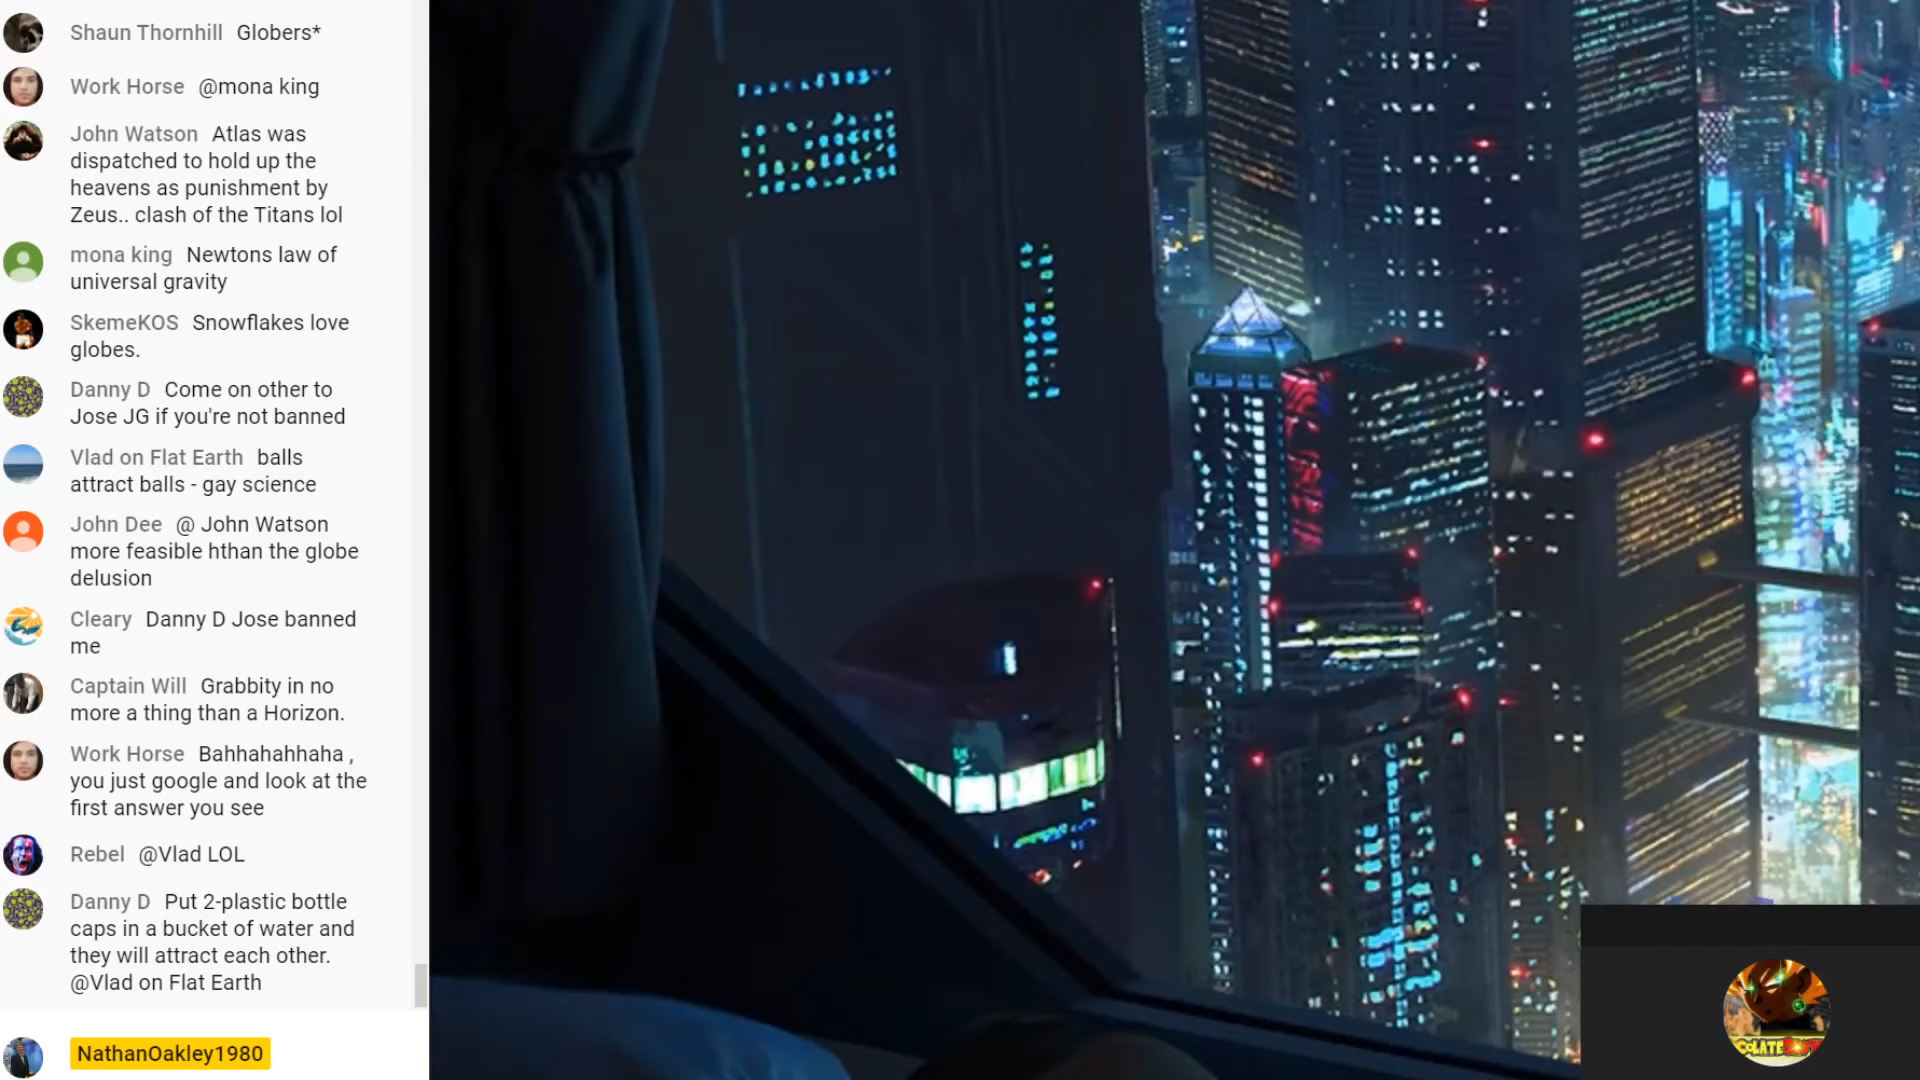 Shaun Thornhill Globers*
Work Horse @mona king
John Watson Atlas was
dispatched to hold up the
heavens as punishment by
Zeus.. clash of the Titans lol
mona king Newtons law of
universal gravity
SkemeKOS Snowflakes love
globes.
Danny D Come on other to
Jose JG if you're not banned
Vlad on Flat Earth balls
attract balls - gay science
John Dee @ John Watson
more feasible hthan the globe
delusion
Cleary Danny D Jose banned
me
Captain Will Grabbity in no
more a thing than a Horizon.
Work Horse Bahhahahhaha ,
you just google and look at the
first answer you see
Rebel @Vlad LOL
Danny D Put 2-plastic bottle
caps in a bucket of water and
they will attract each other.
@Vlad on Flat Earth
NathanOakley1980